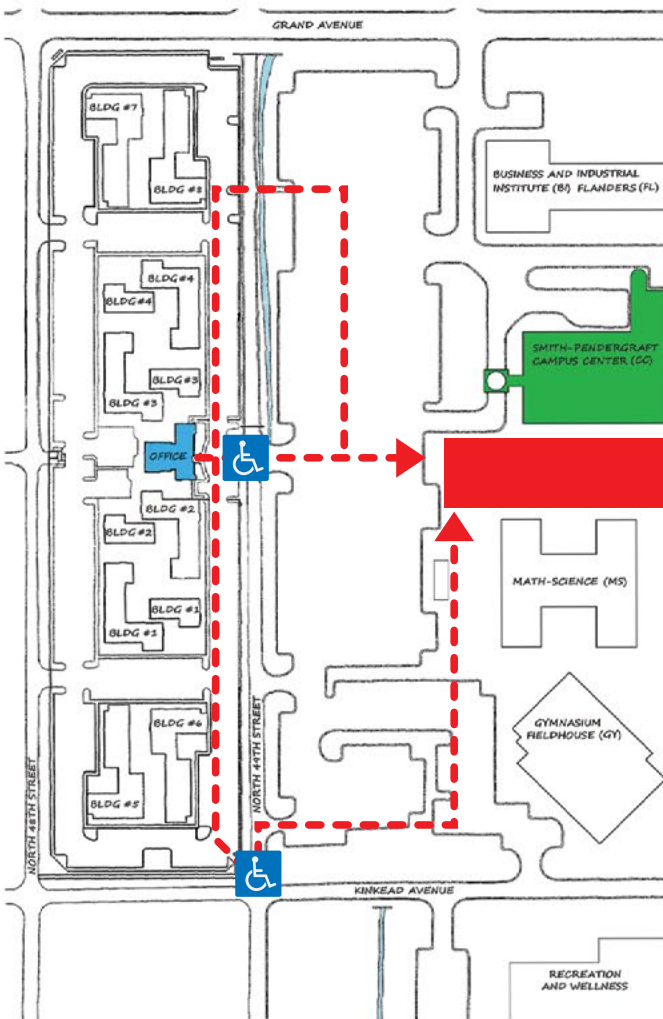 GRAND AVENUE
BLDG #7
BLDG #8
BUSINESS AND INDUSTRIAL
INSTITUTE (BI) FLANDERS (FL)
BLDG #4
BLDG #4
SMITH-PENDERGRAFT
CAMPUS CENTER (CC)
BLDG #3
BLDG #3
OFFICE
BLDG #2
BLDG #2
MATH-SCIENCE (MS)
BLDG #1
BLDG #1
BLDG #6
GYMNASIUM
FIELDHOUSE (GY)
NORTH 49TH STREET
NORTH 48TH STREET
BLDG #5
KINKEAD AVENUE
RECREATION
AND WELLNESS